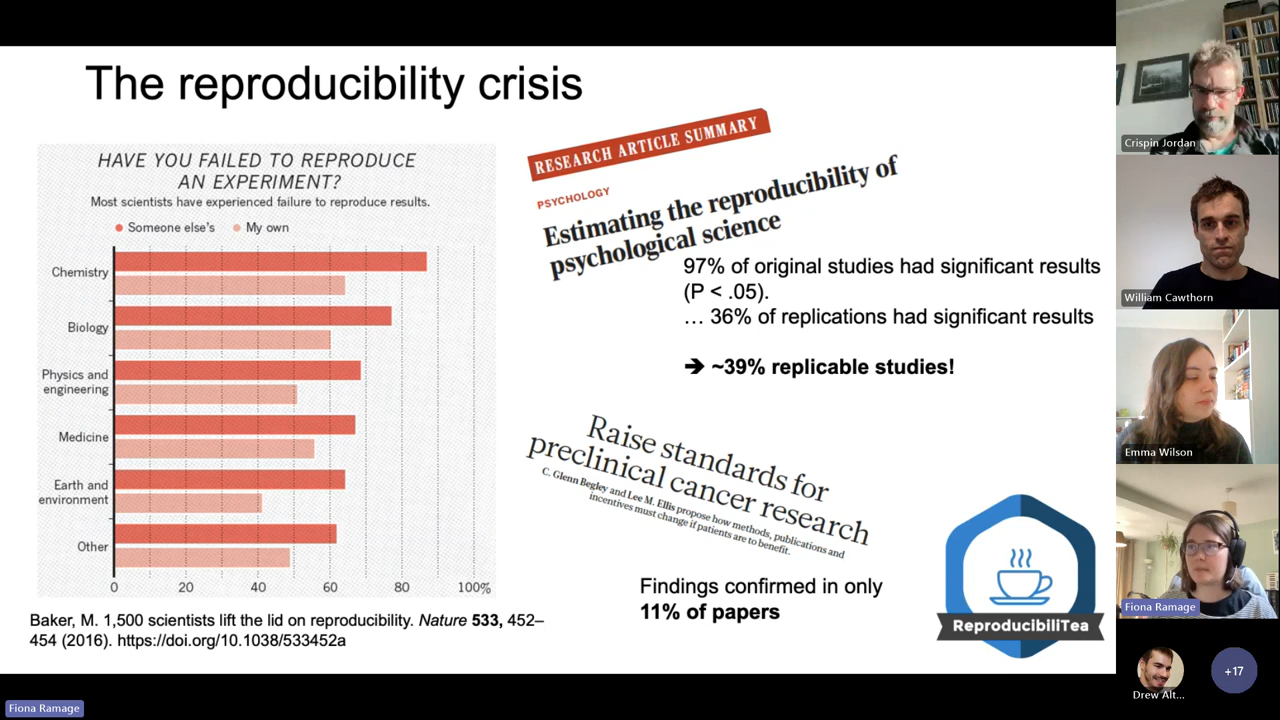 The reproducibility crisis
HAVE YOU FAILED TO REPRODUCE
AN EXPERIMENT?
Most scientists have experienced failure to reproduce results.
Someone else's
My own
Chemistry
Biology
Physics and
engineering
Medicine
Earth and
environment
Other
0 20 40 60 80 100%
Baker, M. 1,500 scientists lift the lid on reproducibility. Nature 533, 452–
454 (2016). https://doi.org/10.1038/533452a
RESEARCH ARTICLE SUMMARY
PSYCHOLOGY
Estimating the reproducibility of
psychological science
97% of original studies had significant results
(P < .05).
… 36% of replications had significant results
➔ ~39% replicable studies!
Raise standards for
preclinical cancer research
C. Glenn Begley and Lee M. Ellis propose how methods, publications and
incentives must change if patients are to benefit.
Findings confirmed in only
11% of papers
ReproducibiliTea
Crispin Jordan
William Cawthorn
Emma Wilson
Fiona Ramage
Drew Alt...
+17
Fiona Ramage